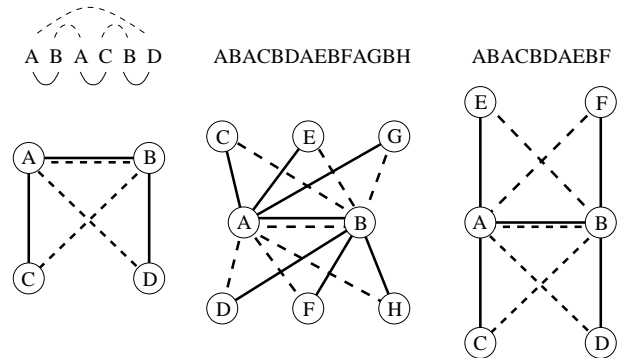 A B A C B D
ABACBDAEBFAGBH
ABACBDAEBF
A B
C D
C E G
A B
D F H
E F
A B
C D